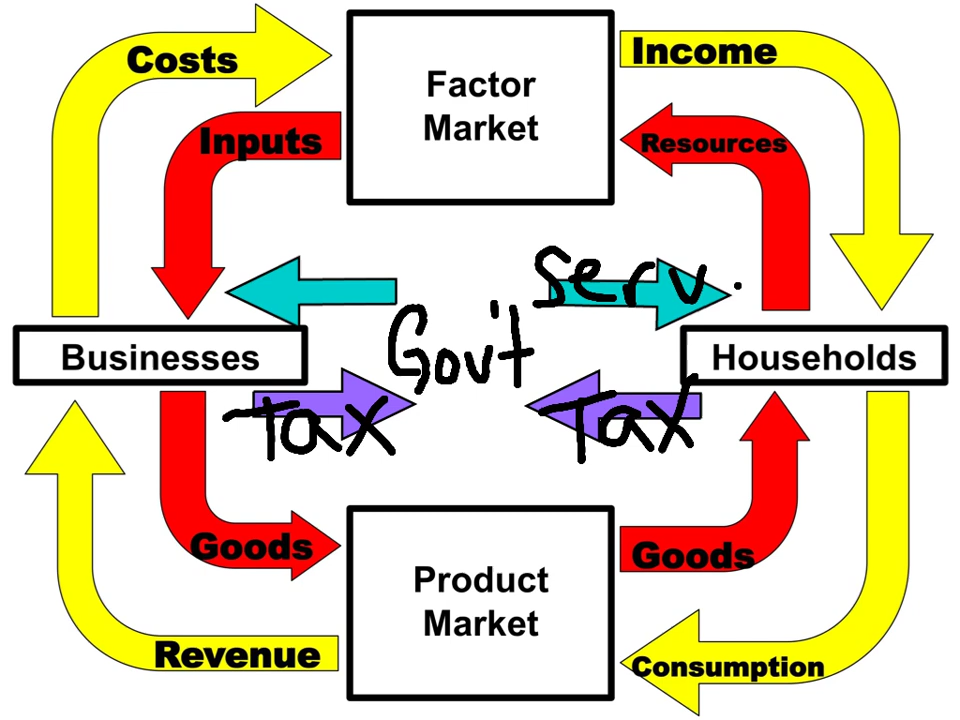 Costs
Factor
Market
Income
Inputs
Resources
serv.
Gov't
Businesses
Households
Tax
Tax
Goods
Product
Market
Goods
Revenue
Consumption